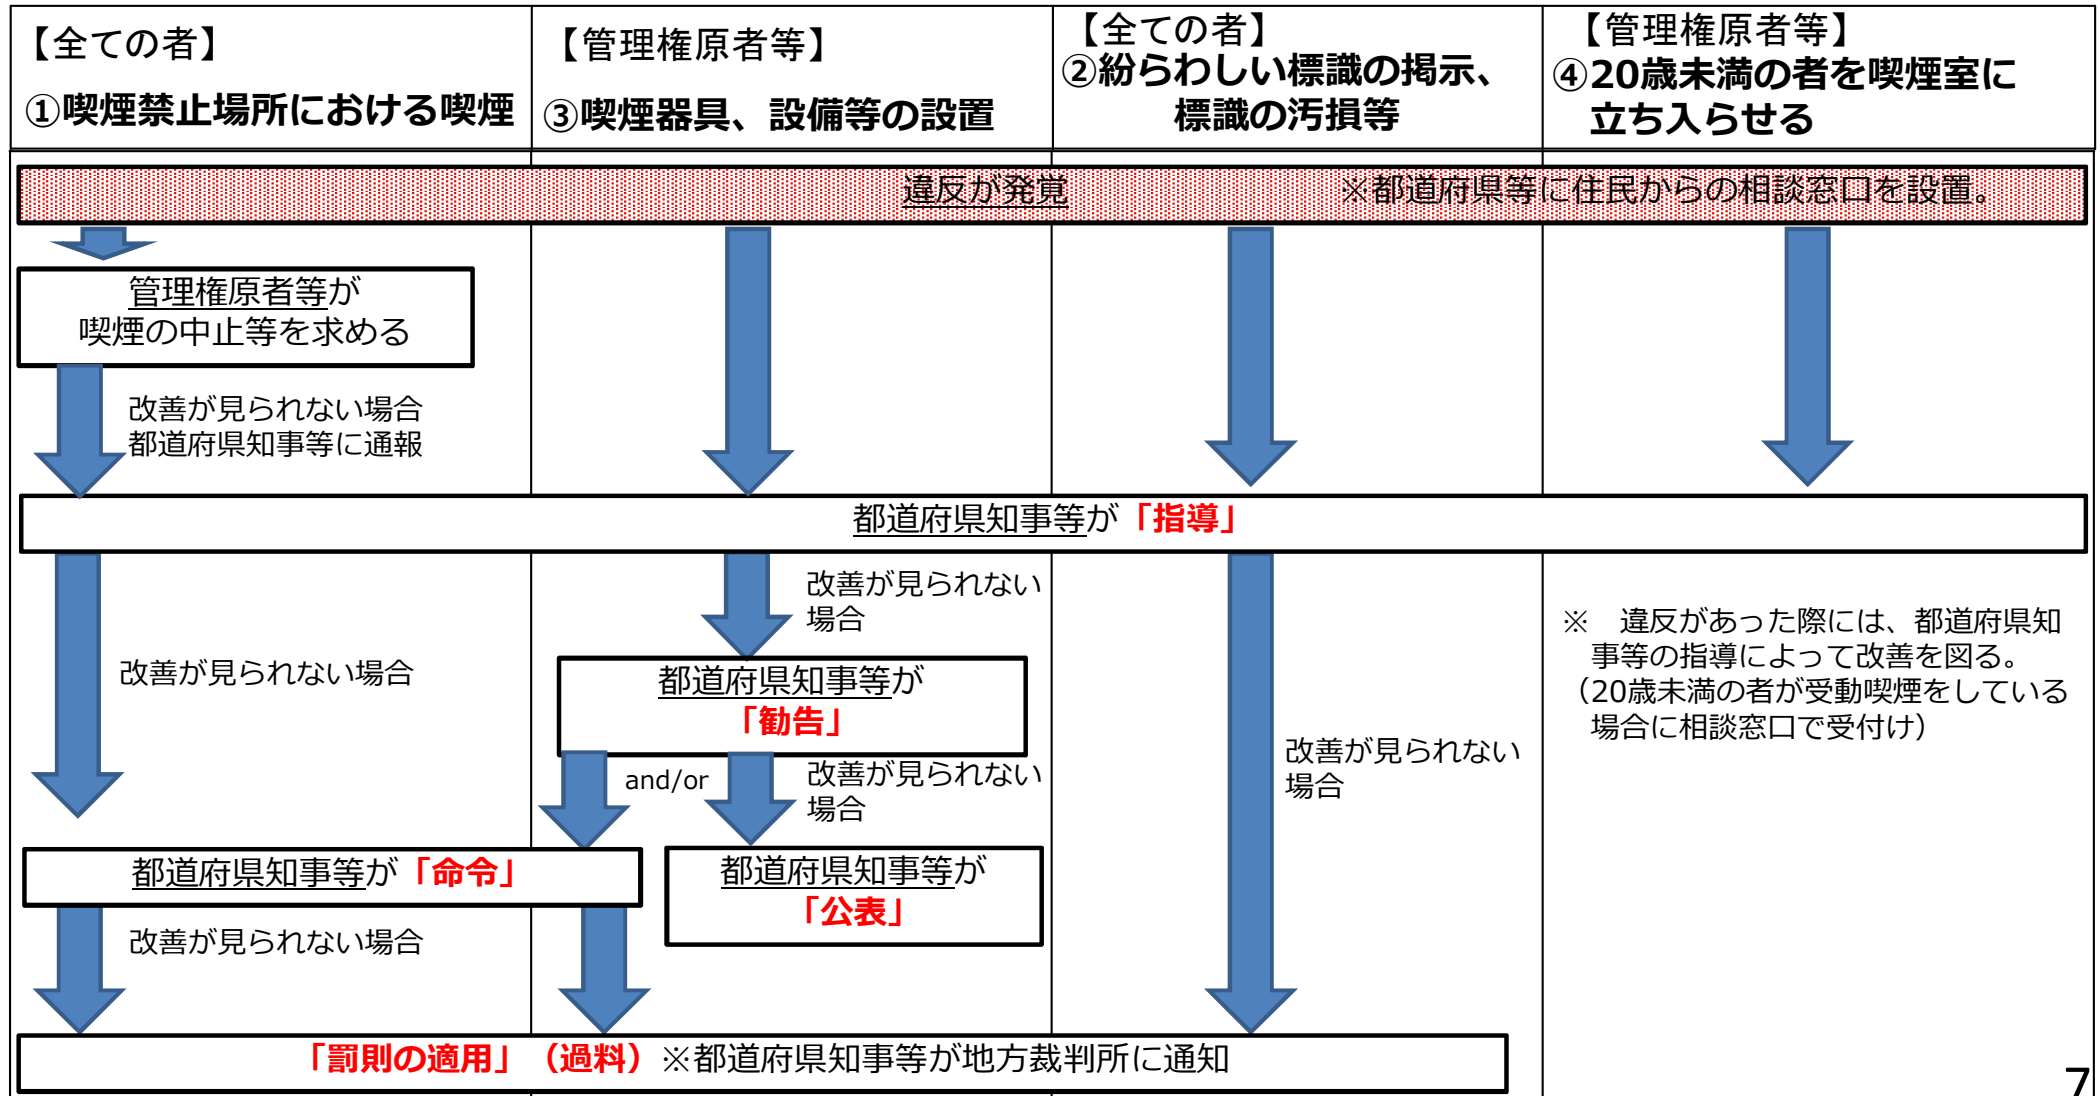 【全ての者】
①喫煙禁止場所における喫煙
【管理権原者等】
③喫煙器具、設備等の設置
【全ての者】
②紛らわしい標識の掲示、
標識の汚損等
【管理権原者等】
④20歳未満の者を喫煙室に
立ち入らせる
違反が発覚 ※都道府県等に住民からの相談窓口を設置。
管理権原者等が
喫煙の中止等を求める
改善が見られない場合
都道府県知事等に通報
都道府県知事等が「指導」
改善が見られない場合
改善が見られない
場合
都道府県知事等が
「勧告」
and/or
改善が見られない
場合
都道府県知事等が「命令」
都道府県知事等が
「公表」
改善が見られない場合
改善が見られない
場合
※ 違反があった際には、都道府県知
事等の指導によって改善を図る。
（20歳未満の者が受動喫煙をしている
場合に相談窓口で受付け）
「罰則の適用」（過料）※都道府県知事等が地方裁判所に通知
7